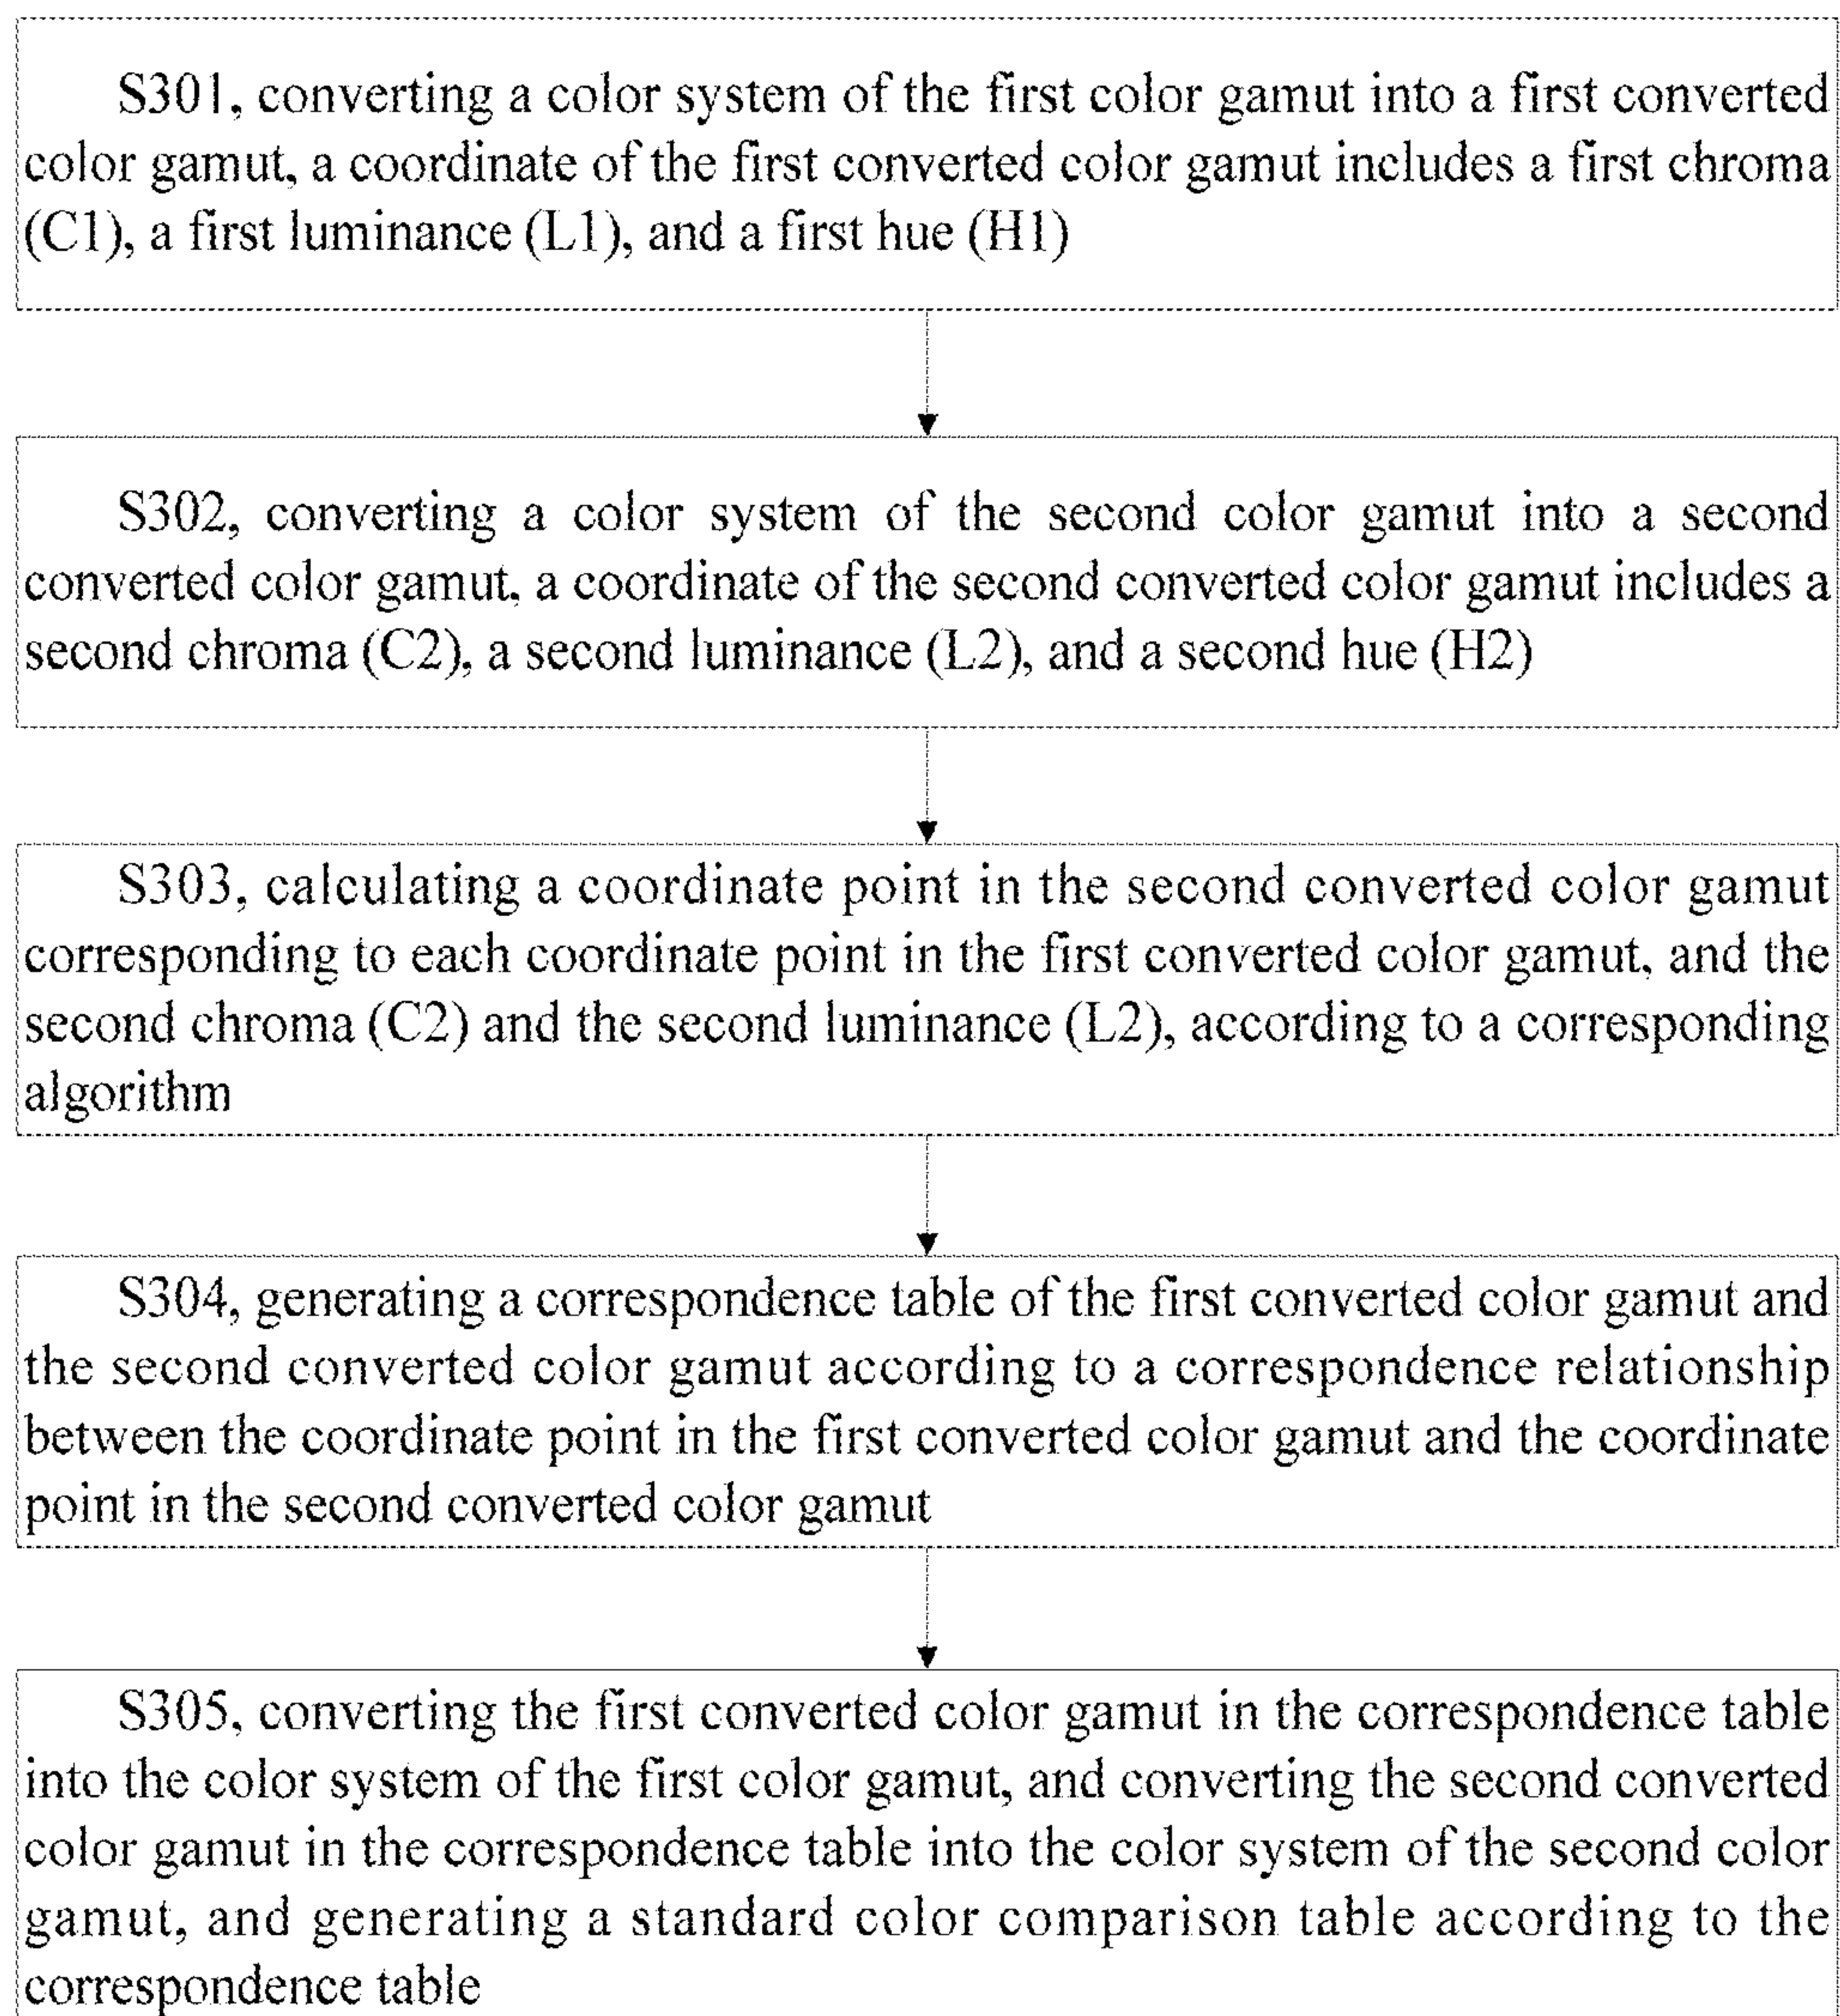 S301, converting a color system of the first color gamut into a first converted
color gamut, a coordinate of the first converted color gamut includes a first chroma
(C1), a first luminance (L1), and a first hue (H1)
S302, converting a color system of the second color gamut into a second
converted color gamut, a coordinate of the second converted color gamut includes a
second chroma (C2), a second luminance (L2), and a second hue (H2)
S303, calculating a coordinate point in the second converted color gamut
corresponding to each coordinate point in the first converted color gamut, and the
second chroma (C2) and the second luminance (L2), according to a corresponding
algorithm
S304, generating a correspondence table of the first converted color gamut and
the second converted color gamut according to a correspondence relationship
between the coordinate point in the first converted color gamut and the coordinate
point in the second converted color gamut
S305, converting the first converted color gamut in the correspondence table
into the color system of the first color gamut, and converting the second converted
color gamut in the correspondence table into the color system of the second color
gamut, and generating a standard color comparison table according to the
correspondence table